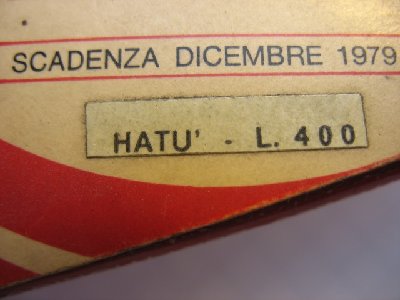 SCADENZA DICEMBRE 1979
HATU' - L. 400